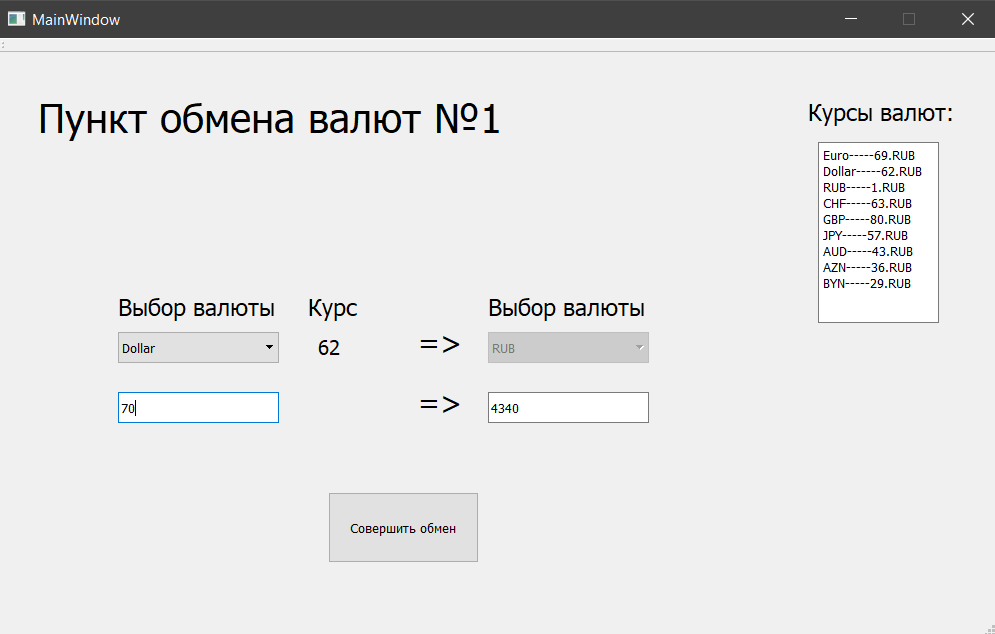 MainWindow
Пункт обмена валют №1
Курсы валют:
Euro-----69.RUB
Dollar-----62.RUB
RUB-----1.RUB
CHF-----63.RUB
GBP-----80.RUB
JPY-----57.RUB
AUD-----43.RUB
AZN-----36.RUB
BYN-----29.RUB
Выбор валюты Курс Выбор валюты
Dollar 62 => RUB
70 => 4340
Совершить обмен